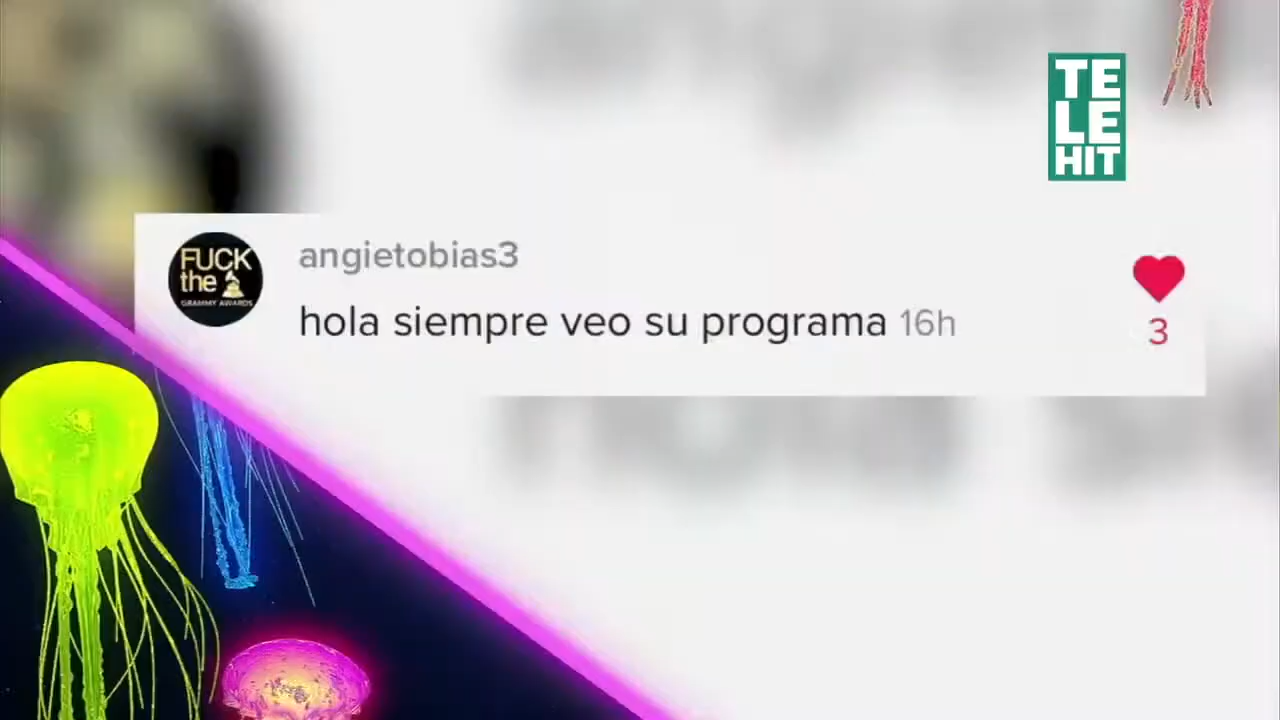 TE
LE
HIT
FUCK
the
GRAMMY AWARDS
angietobias3
hola siempre veo su programa 16h
3